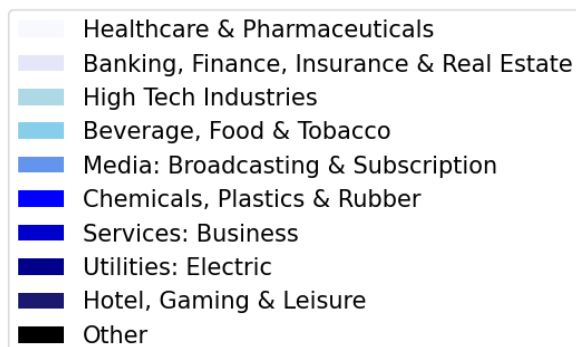 Healthcare & Pharmaceuticals
Banking, Finance, Insurance & Real Estate
High Tech Industries
Beverage, Food & Tobacco
Media: Broadcasting & Subscription
Chemicals, Plastics & Rubber
Services: Business
Utilities: Electric
Hotel, Gaming & Leisure
Other